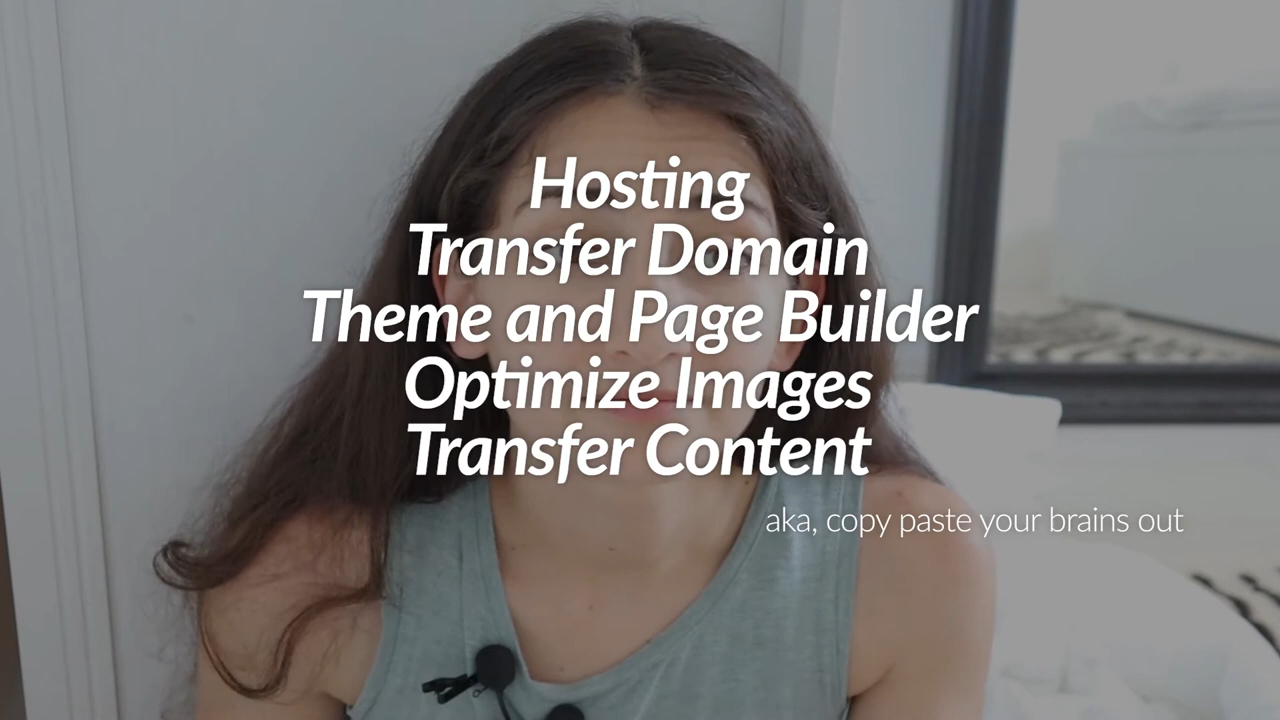 Hosting
Transfer Domain
Theme and Page Builder
Optimize Images
Transfer Content
aka, copy paste your brains out